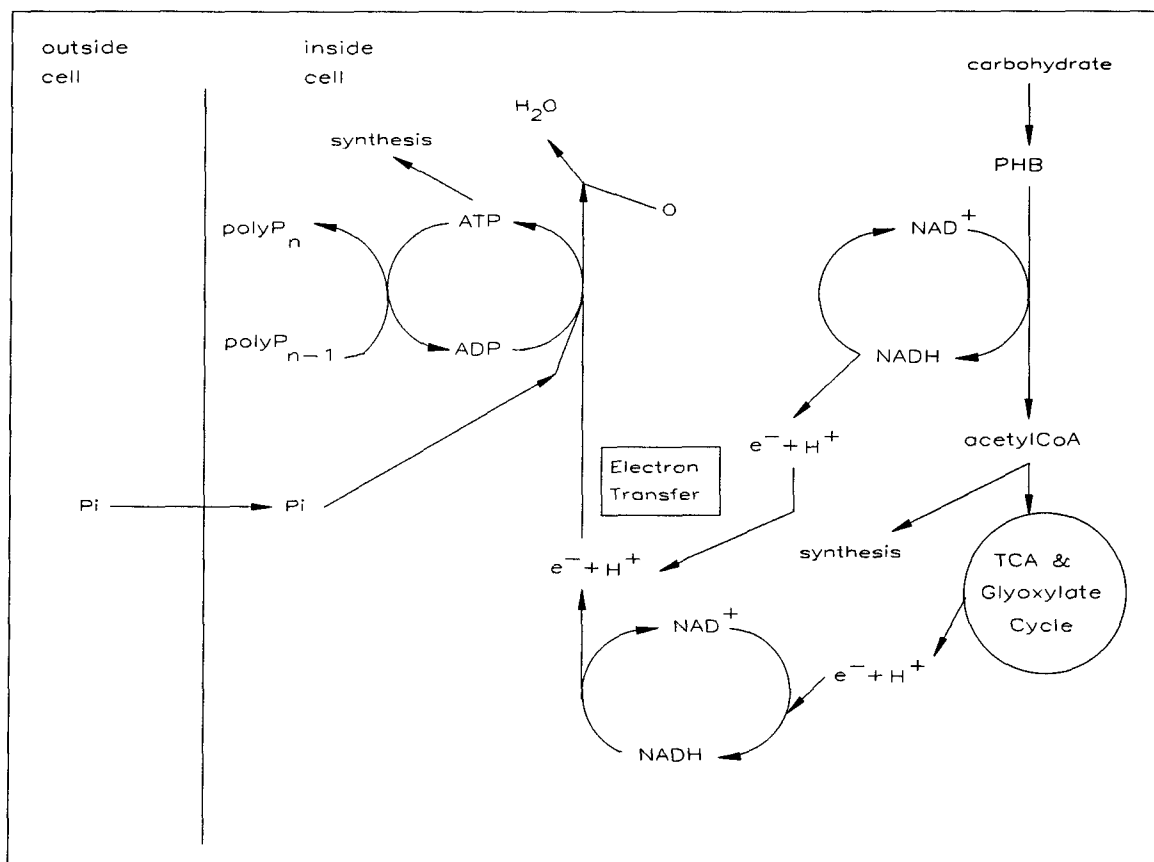 outside
cell
inside
cell
carbohydrate
H₂O
synthesis
PHB
ATP
O
polyPₙ
NAD⁺
polyPₙ₋₁
ADP
NADH
e⁻ + H⁺
acetylCoA
Electron
Transfer
Pi
Pi
synthesis
e⁻ + H⁺
TCA &
Glyoxylate
Cycle
NAD⁺
e⁻ + H⁺
NADH